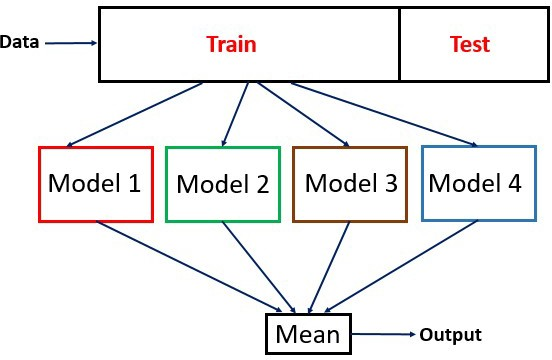 Data
Train
Test
Model 1
Model 2
Model 3
Model 4
Mean
Output